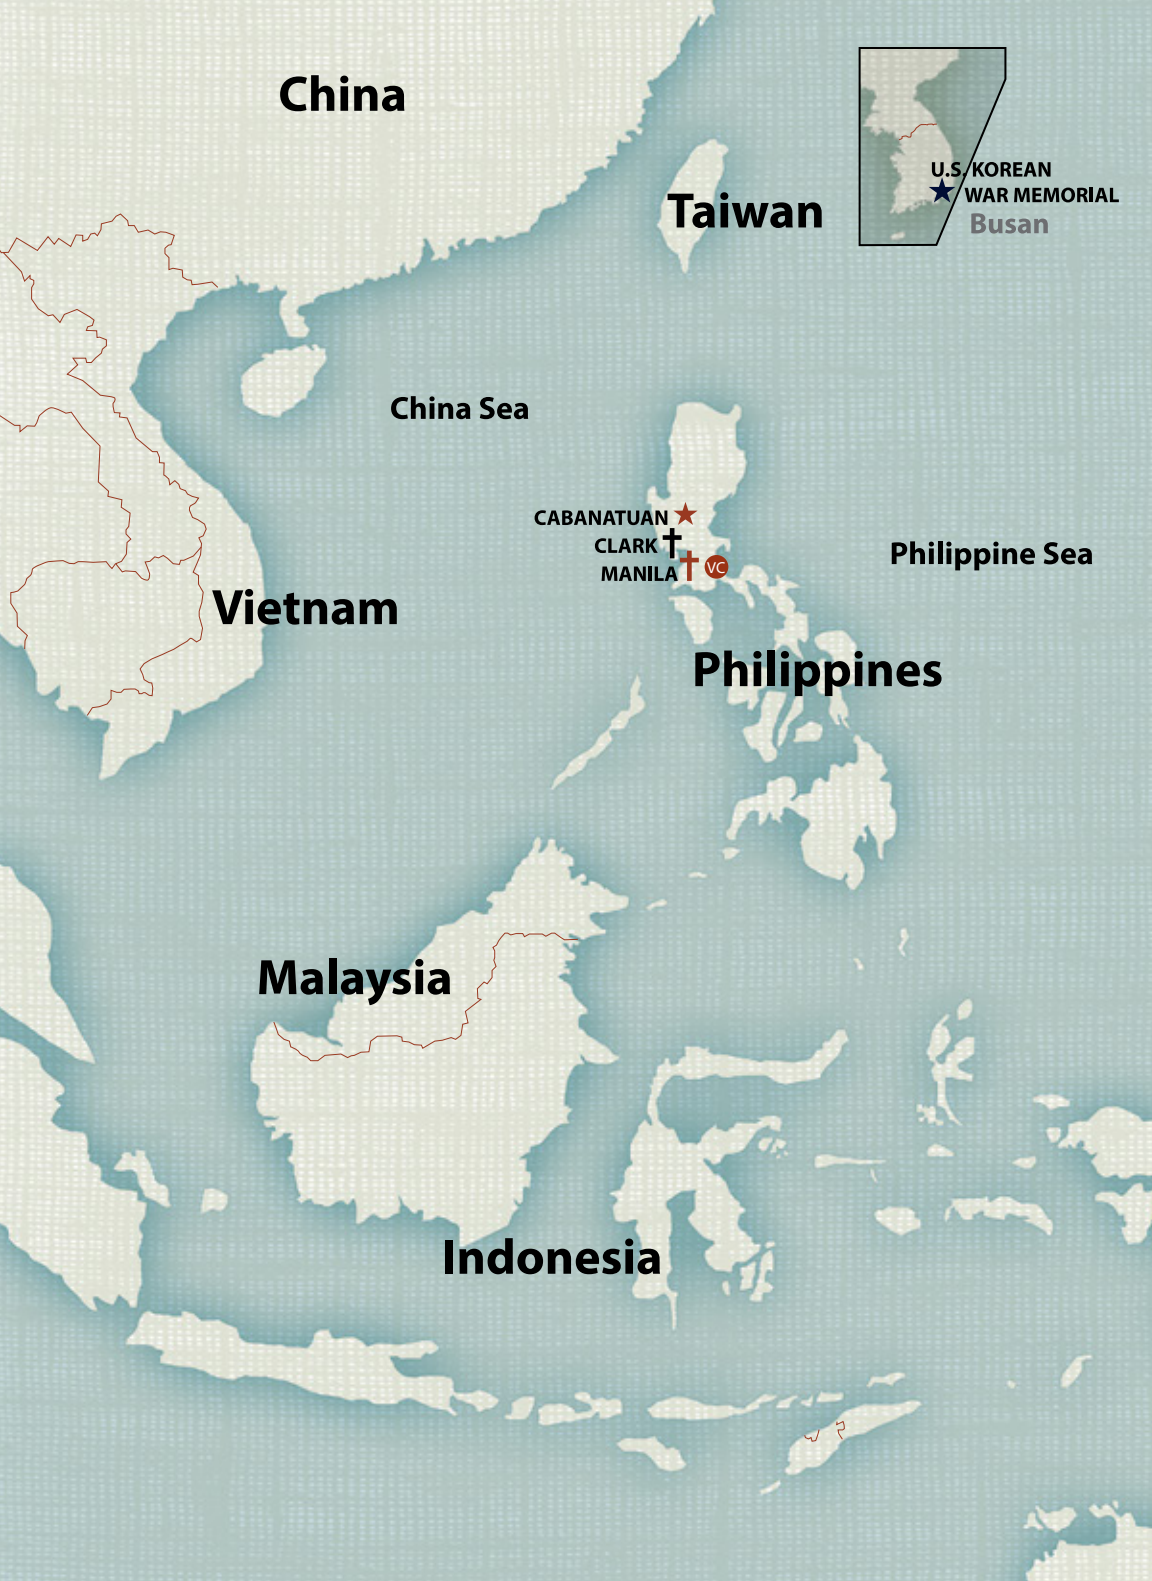 China
U.S. KOREAN
WAR MEMORIAL
Busan
Taiwan
China Sea
CABANATUAN
CLARK
MANILA
VC
Philippine Sea
Vietnam
Philippines
Malaysia
Indonesia